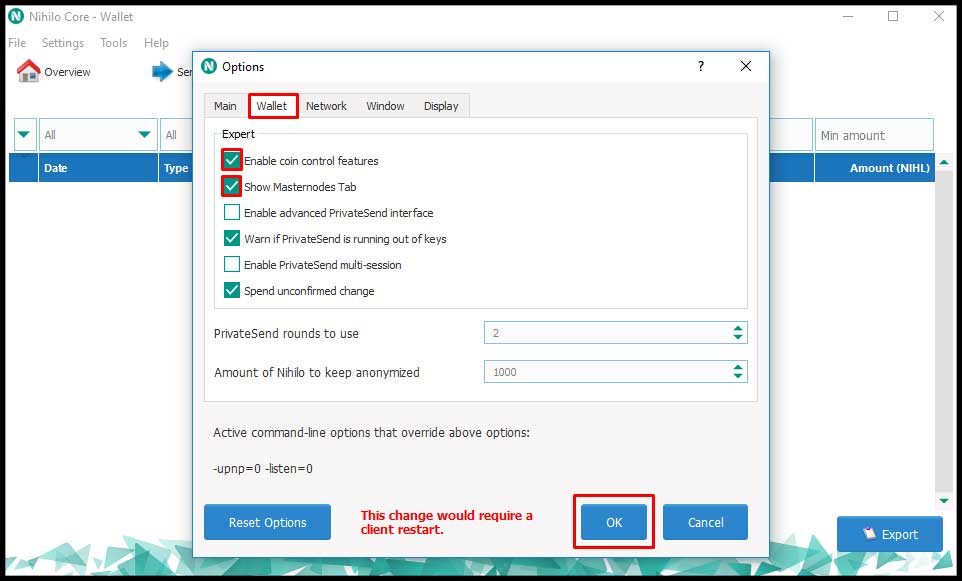 Nihilo Core - Wallet
File Settings Tools Help
Overview
Options
?
Main Wallet Network Window Display
All
All
Min amount
Date
Type
Amount (NIHL)
Expert
Enable coin control features
Show Masternodes Tab
Enable advanced PrivateSend interface
Warn if PrivateSend is running out of keys
Enable PrivateSend multi-session
Spend unconfirmed change
PrivateSend rounds to use
2
Amount of Nihilo to keep anonymized
1000
Active command-line options that override above options:
-upnp=0 -listen=0
Reset Options
This change would require a
client restart.
OK
Cancel
Export